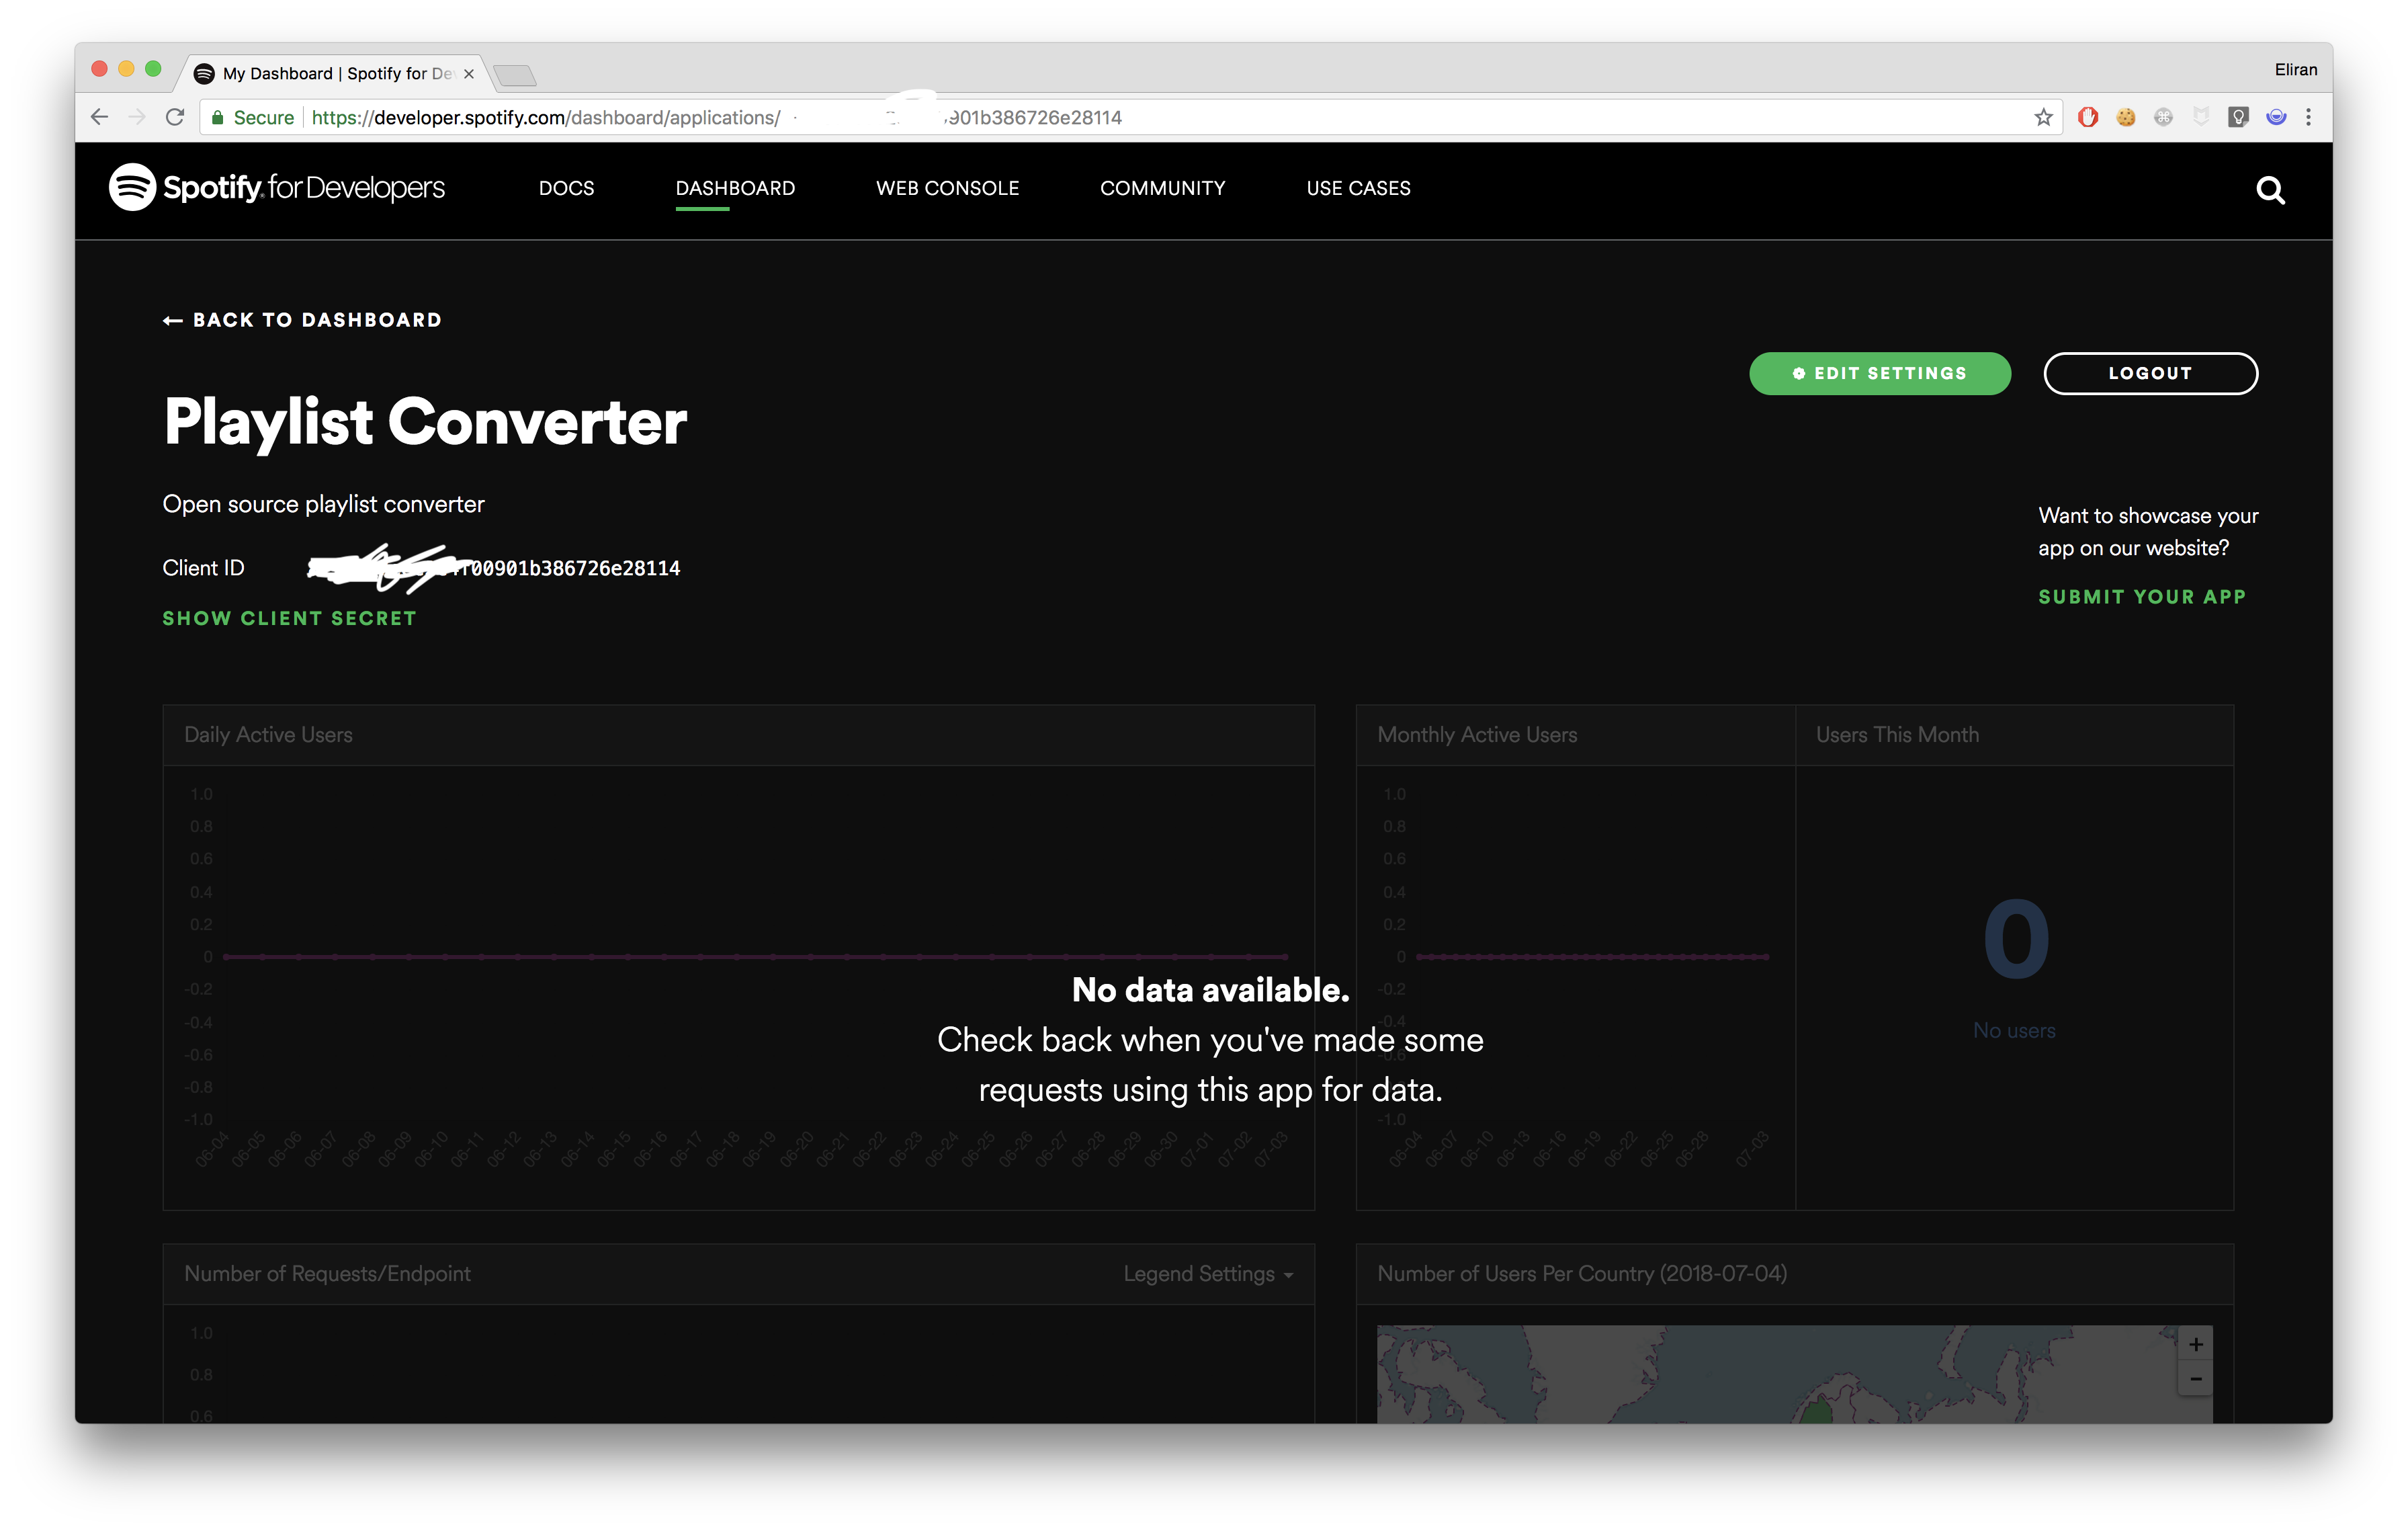 My Dashboard | Spotify for De
Eliran
Secure https://developer.spotify.com/dashboard/applications/ 901b386726e28114
Spotify for Developers DOCS DASHBOARD WEB CONSOLE COMMUNITY USE CASES
← BACK TO DASHBOARD
EDIT SETTINGS LOGOUT
Playlist Converter
Open source playlist converter
Want to showcase your
app on our website?
Client ID f00901b386726e28114
SUBMIT YOUR APP
SHOW CLIENT SECRET
Daily Active Users
1.0
0.8
0.6
0.4
0.2
0
-0.2
-0.4
-0.6
-0.8
-1.0
06-04 06-05 06-06 06-07 06-08 06-09 06-10 06-11 06-12 06-13 06-14 06-15 06-16 06-17 06-18 06-19 06-20 06-21 06-22 06-23 06-24 06-25 06-26 06-27 06-28 06-29 06-30 07-01 07-02 07-03
Monthly Active Users
1.0
0.8
0.6
0.4
0.2
0
-0.2
-0.4
-0.6
-1.0
06-04 06-07 06-10 06-13 06-16 06-19 06-22 06-25 06-28 07-03
Users This Month
0
No users
No data available.
Check back when you've made some
requests using this app for data.
Number of Requests/Endpoint Legend Settings
1.0
0.8
0.6
Number of Users Per Country (2018-07-04)
+
-